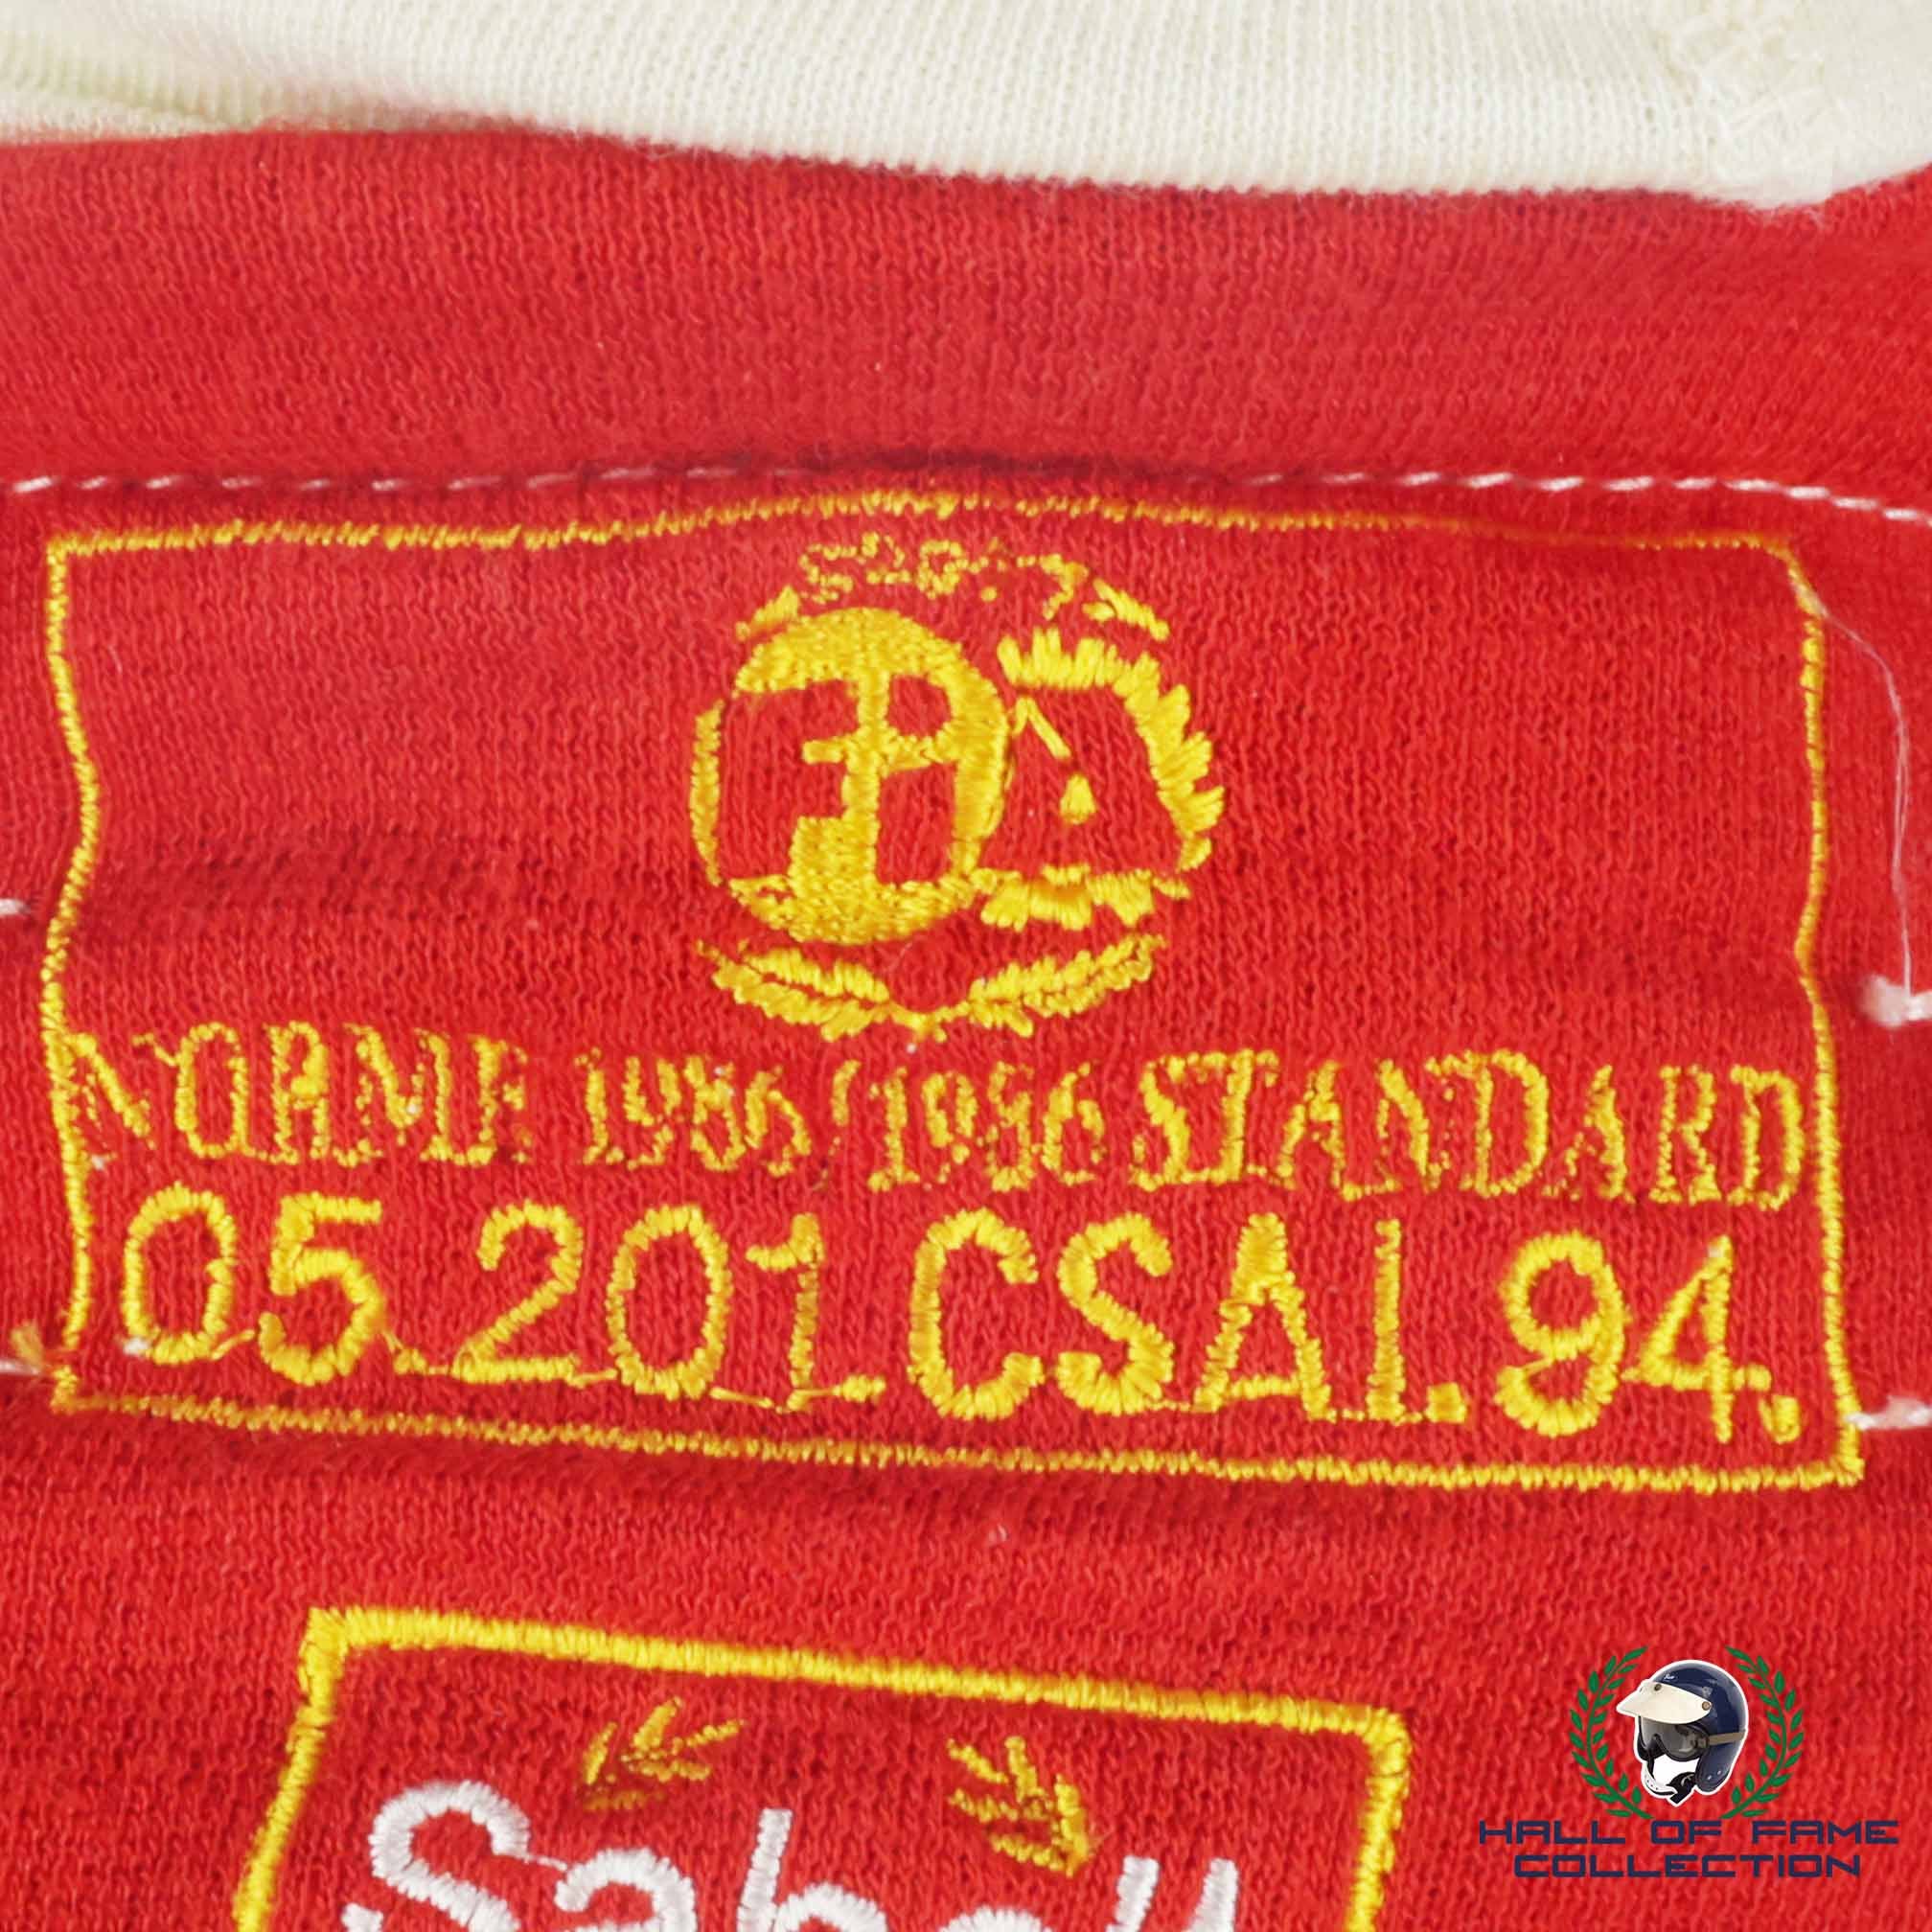 FIA
NORME 1986/1986 STANDARD
05.201.CSAI.94.
HALL OF FAME
COLLECTION